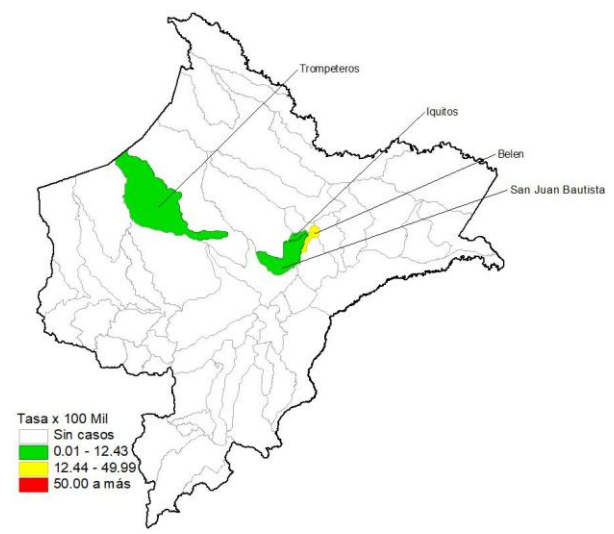 Trompeteros
Iquitos
Belen
San Juan Bautista
Tasa x 100 Mil
Sin casos
0.01 - 12.43
12.44 - 49.99
50.00 a más